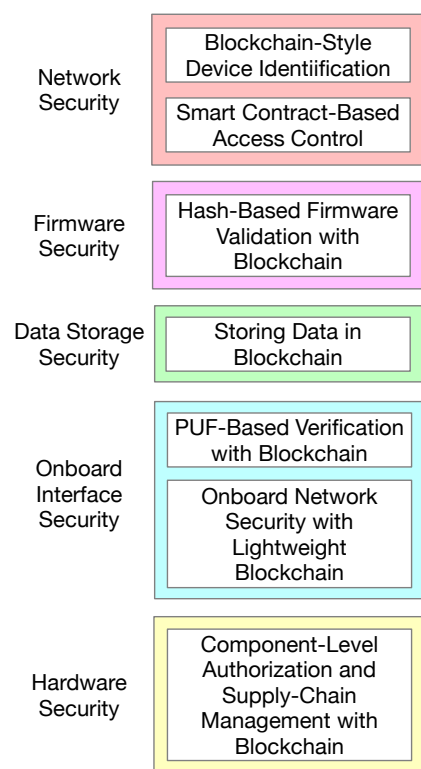 Network
Security
Blockchain-Style
Device Identiification
Smart Contract-Based
Access Control
Firmware
Security
Hash-Based Firmware
Validation with
Blockchain
Data Storage
Security
Storing Data in
Blockchain
Onboard
Interface
Security
PUF-Based Verification
with Blockchain
Onboard Network
Security with
Lightweight
Blockchain
Hardware
Security
Component-Level
Authorization and
Supply-Chain
Management with
Blockchain